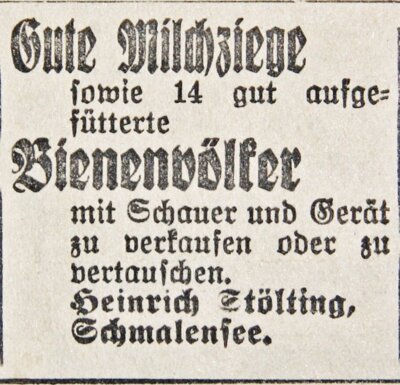 Gute Milchziege
sowie 14 gut aufge-
fütterte
Bienenvölker
mit Schauer und Gerät
zu verkaufen oder zu
vertauschen.
Heinrich Stölting,
Schmalensee.